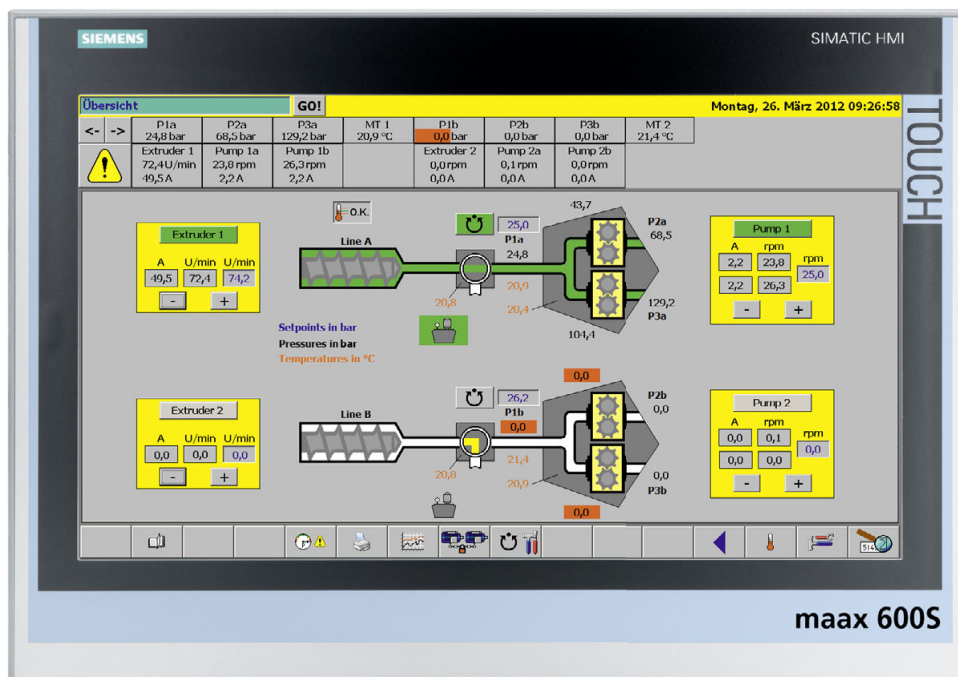 SIEMENS
SIMATIC HMI
TOUCH
Übersicht
GO!
Montag, 26. März 2012 09:26:58
<- -> P1a P2a P3a MT 1 P1b P2b P3b MT 2
24,8 bar 68,5 bar 129,2 bar 20,9 °C 0,0 bar 0,0 bar 0,0 bar 21,4 °C
! Extruder 1 Pump 1a Pump 1b Extruder 2 Pump 2a Pump 2b
72,4 U/min 23,8 rpm 26,3 rpm 0,0 rpm 0,1 rpm 0,0 rpm
49,5 A 2,2 A 2,2 A 0,0 A 0,0 A 0,0 A
Extruder 1
A U/min U/min
49,5 72,4 74,2
- +
= O.K.
Line A
25,0
P1a
24,8
20,8
20,9
20,4
43,7
P2a
68,5
129,2
P3a
104,4
Pump 1
A rpm
rpm
2,2 23,8
25,0
2,2 26,3
- +
Setpoints in bar
Pressures in bar
Temperatures in °C
Extruder 2
A U/min U/min
0,0 0,0 0,0
- +
Line B
26,2
P1b
0,0
20,8
21,4
20,9
0,0
P2b
0,0
0,0
P3b
0,0
Pump 2
A rpm
rpm
0,0 0,1
0,0
0,0 0,0
- +
maax 600S